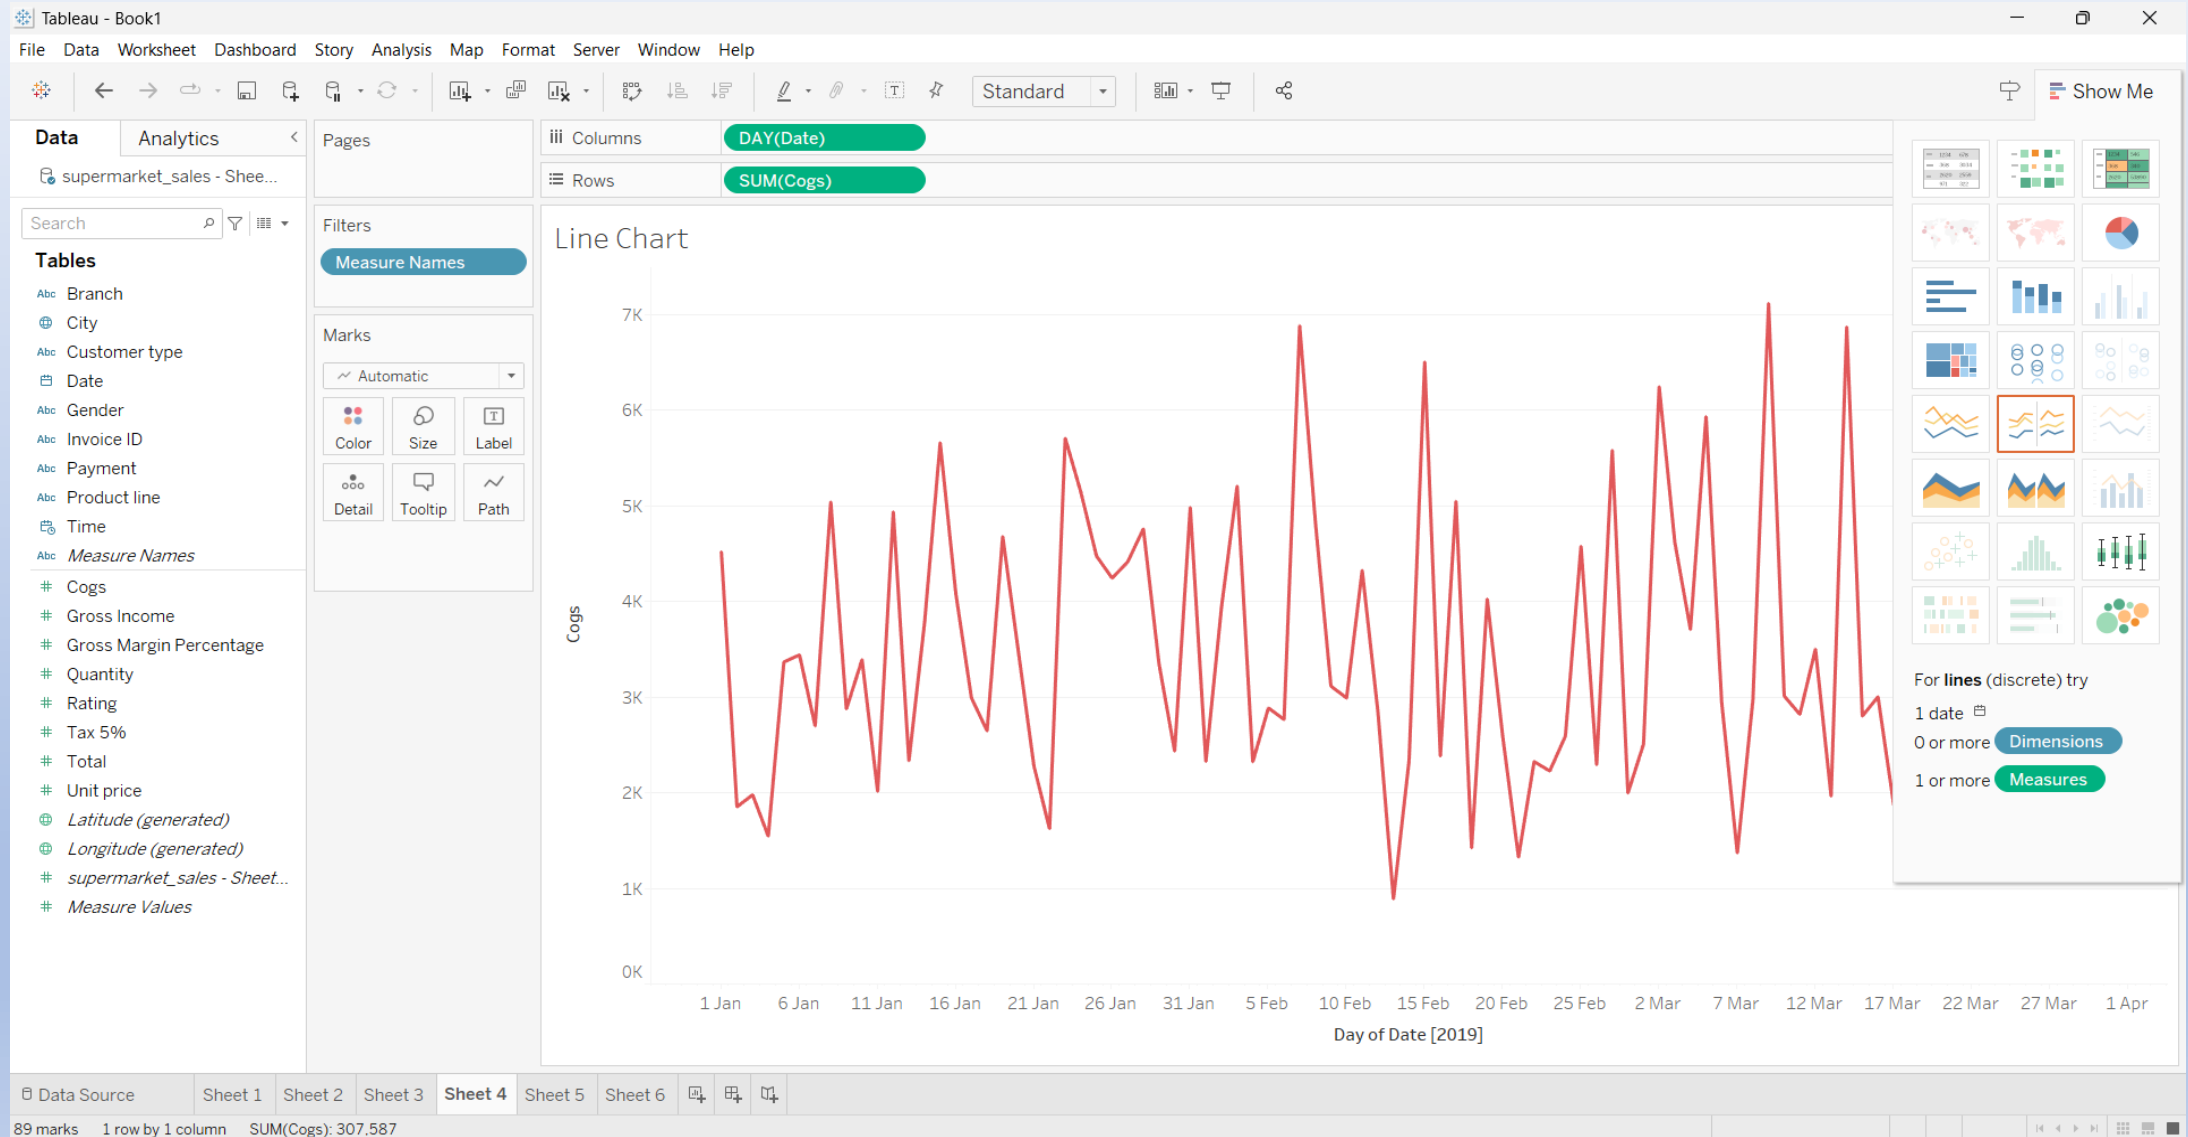 Tableau - Book1
File Data Worksheet Dashboard Story Analysis Map Format Server Window Help
Standard
Show Me
Data
Analytics
supermarket_sales - Shee...
Search
Tables
Abc Branch
City
Abc Customer type
Date
Abc Gender
Abc Invoice ID
Abc Payment
Abc Product line
Time
Abc Measure Names
# Cogs
# Gross Income
# Gross Margin Percentage
# Quantity
# Rating
# Tax 5%
# Total
# Unit price
Latitude (generated)
Longitude (generated)
# supermarket_sales - Sheet...
# Measure Values
Pages
Filters
Measure Names
Marks
Automatic
Color Size Label
Detail Tooltip Path
Columns DAY(Date)
Rows SUM(Cogs)
Line Chart
7K
6K
5K
4K
3K
2K
1K
0K
Cogs
1 Jan 6 Jan 11 Jan 16 Jan 21 Jan 26 Jan 31 Jan 5 Feb 10 Feb 15 Feb 20 Feb 25 Feb 2 Mar 7 Mar 12 Mar 17 Mar 22 Mar 27 Mar 1 Apr
Day of Date [2019]
For lines (discrete) try
1 date
0 or more Dimensions
1 or more Measures
Data Source Sheet 1 Sheet 2 Sheet 3 Sheet 4 Sheet 5 Sheet 6
89 marks 1 row by 1 column SUM(Cogs): 307,587